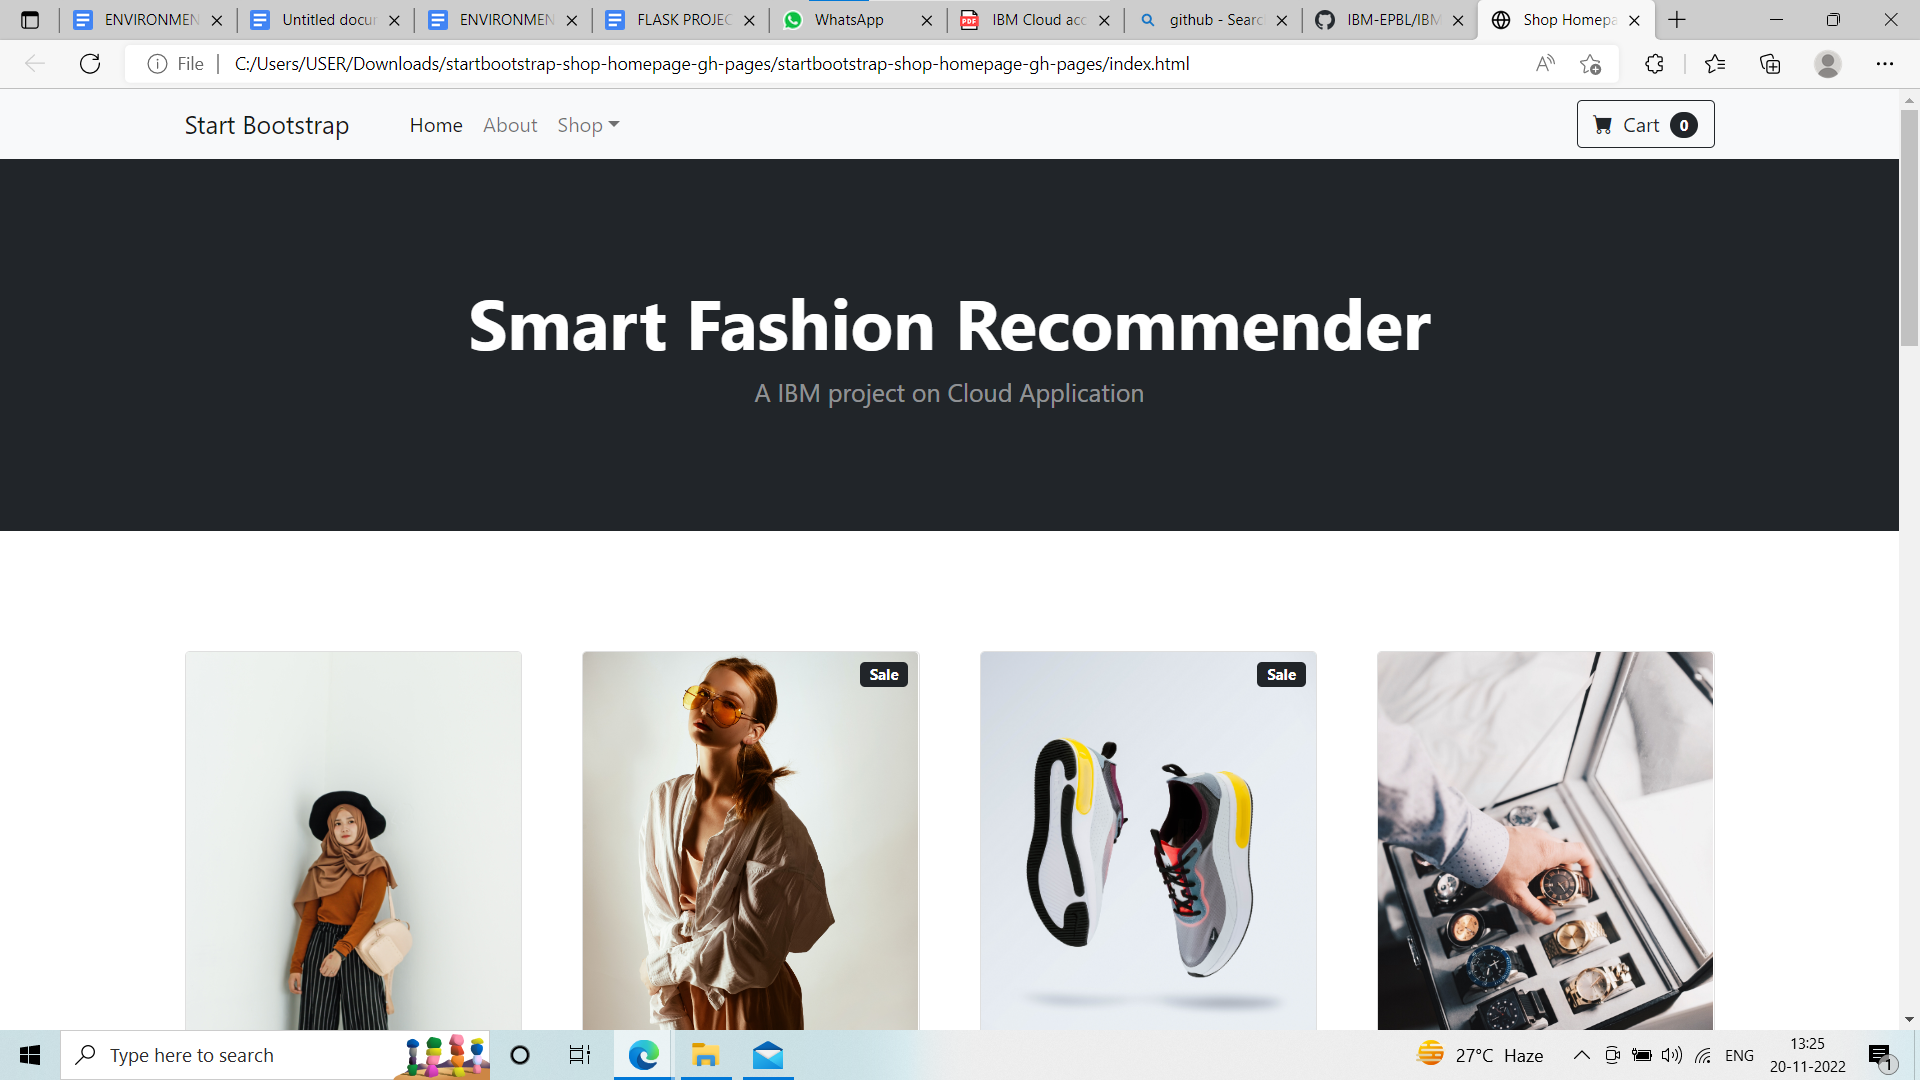 ENVIRONMEN
Untitled docur
ENVIRONMEN
FLASK PROJEC
WhatsApp
IBM Cloud acc
github - Searc
IBM-EPBL/IBM
Shop Homepa
File
C:/Users/USER/Downloads/startbootstrap-shop-homepage-gh-pages/startbootstrap-shop-homepage-gh-pages/index.html
Start Bootstrap
Home
About
Shop
Cart 0
Smart Fashion Recommender
A IBM project on Cloud Application
Sale
Sale
Type here to search
27°C Haze
ENG
13:25
20-11-2022
1